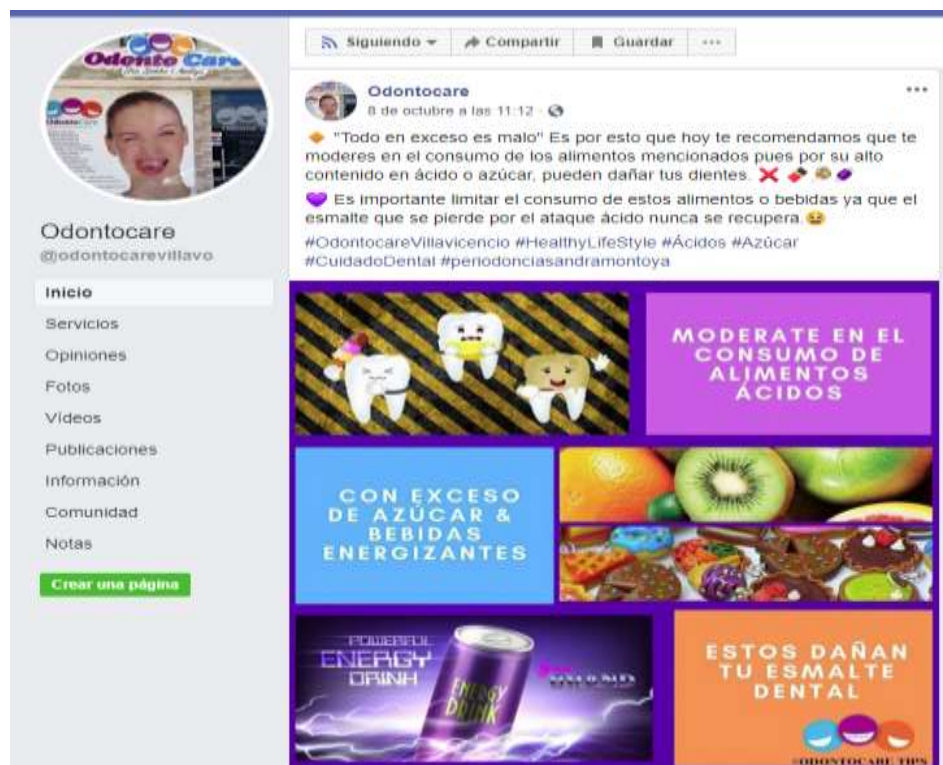 Odonto Care
Siguiendo
Compartir
Guardar
Odontocare
8 de octubre a las 11:12
"Todo en exceso es malo" Es por esto que hoy te recomendamos que te
moderes en el consumo de los alimentos mencionados pues por su alto
contenido en ácido o azúcar, pueden dañar tus dientes.
Es importante limitar el consumo de estos alimentos o bebidas ya que el
esmalte que se pierde por el ataque ácido nunca se recupera.
#OdontocareVillavicencio #HealthyLifeStyle #Ácidos #Azúcar
#CuidadoDental #periodonciasandramontoya
Odontocare
@odontocarevillavo
Inicio
Servicios
Opiniones
Fotos
Vídeos
Publicaciones
Información
Comunidad
Notas
Crear una página
MODERATE EN EL
CONSUMO DE
ALIMENTOS
ÁCIDOS
CON EXCESO
DE AZÚCAR &
BEBIDAS
ENERGIZANTES
POWERFUL
ENERGY
DRINK
ENERGY
DRINK
ESTOS DAÑAN
TU ESMALTE
DENTAL
#ODONTOCARE TIPS